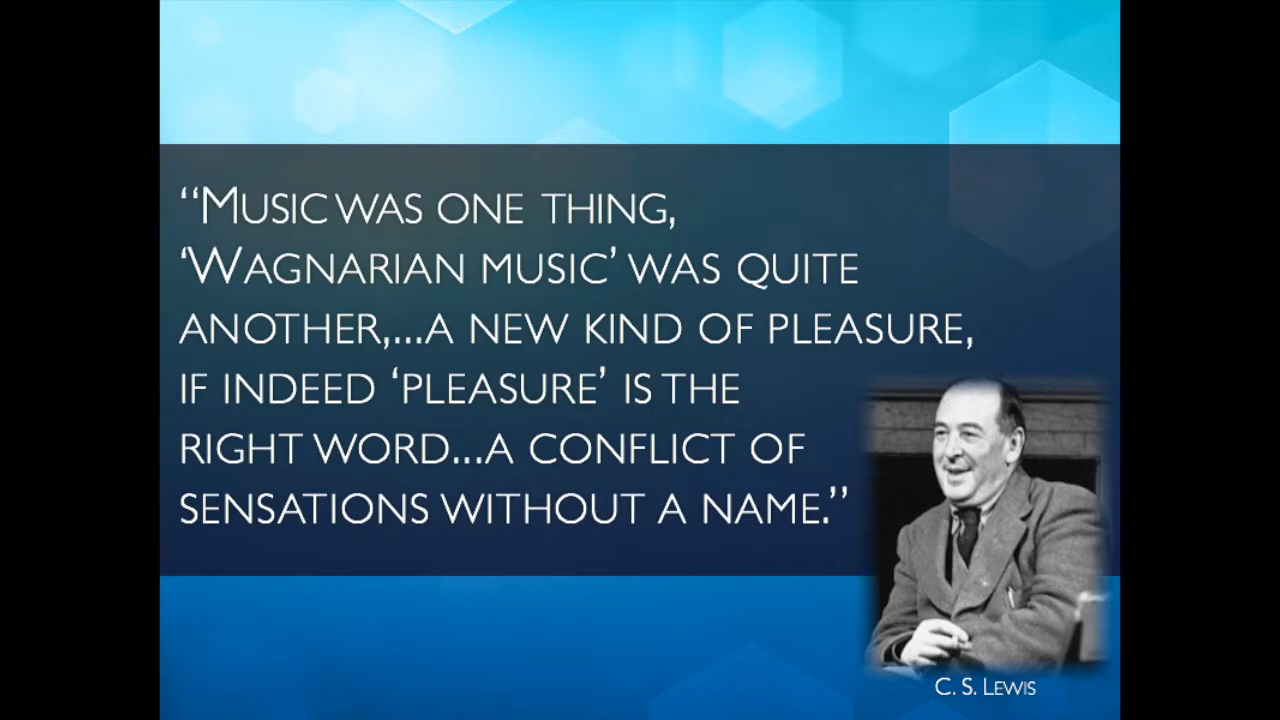 “Music was one thing,
‘Wagnarian music’ was quite
another,...a new kind of pleasure,
if indeed ‘pleasure’ is the
right word...a conflict of
sensations without a name.”
C. S. Lewis